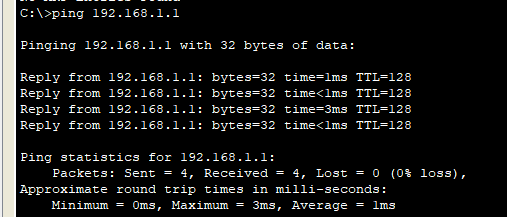 C:\>ping 192.168.1.1
Pinging 192.168.1.1 with 32 bytes of data:
Reply from 192.168.1.1: bytes=32 time=1ms TTL=128
Reply from 192.168.1.1: bytes=32 time<1ms TTL=128
Reply from 192.168.1.1: bytes=32 time=3ms TTL=128
Reply from 192.168.1.1: bytes=32 time<1ms TTL=128
Ping statistics for 192.168.1.1:
Packets: Sent = 4, Received = 4, Lost = 0 (0% loss),
Approximate round trip times in milli-seconds:
Minimum = 0ms, Maximum = 3ms, Average = 1ms